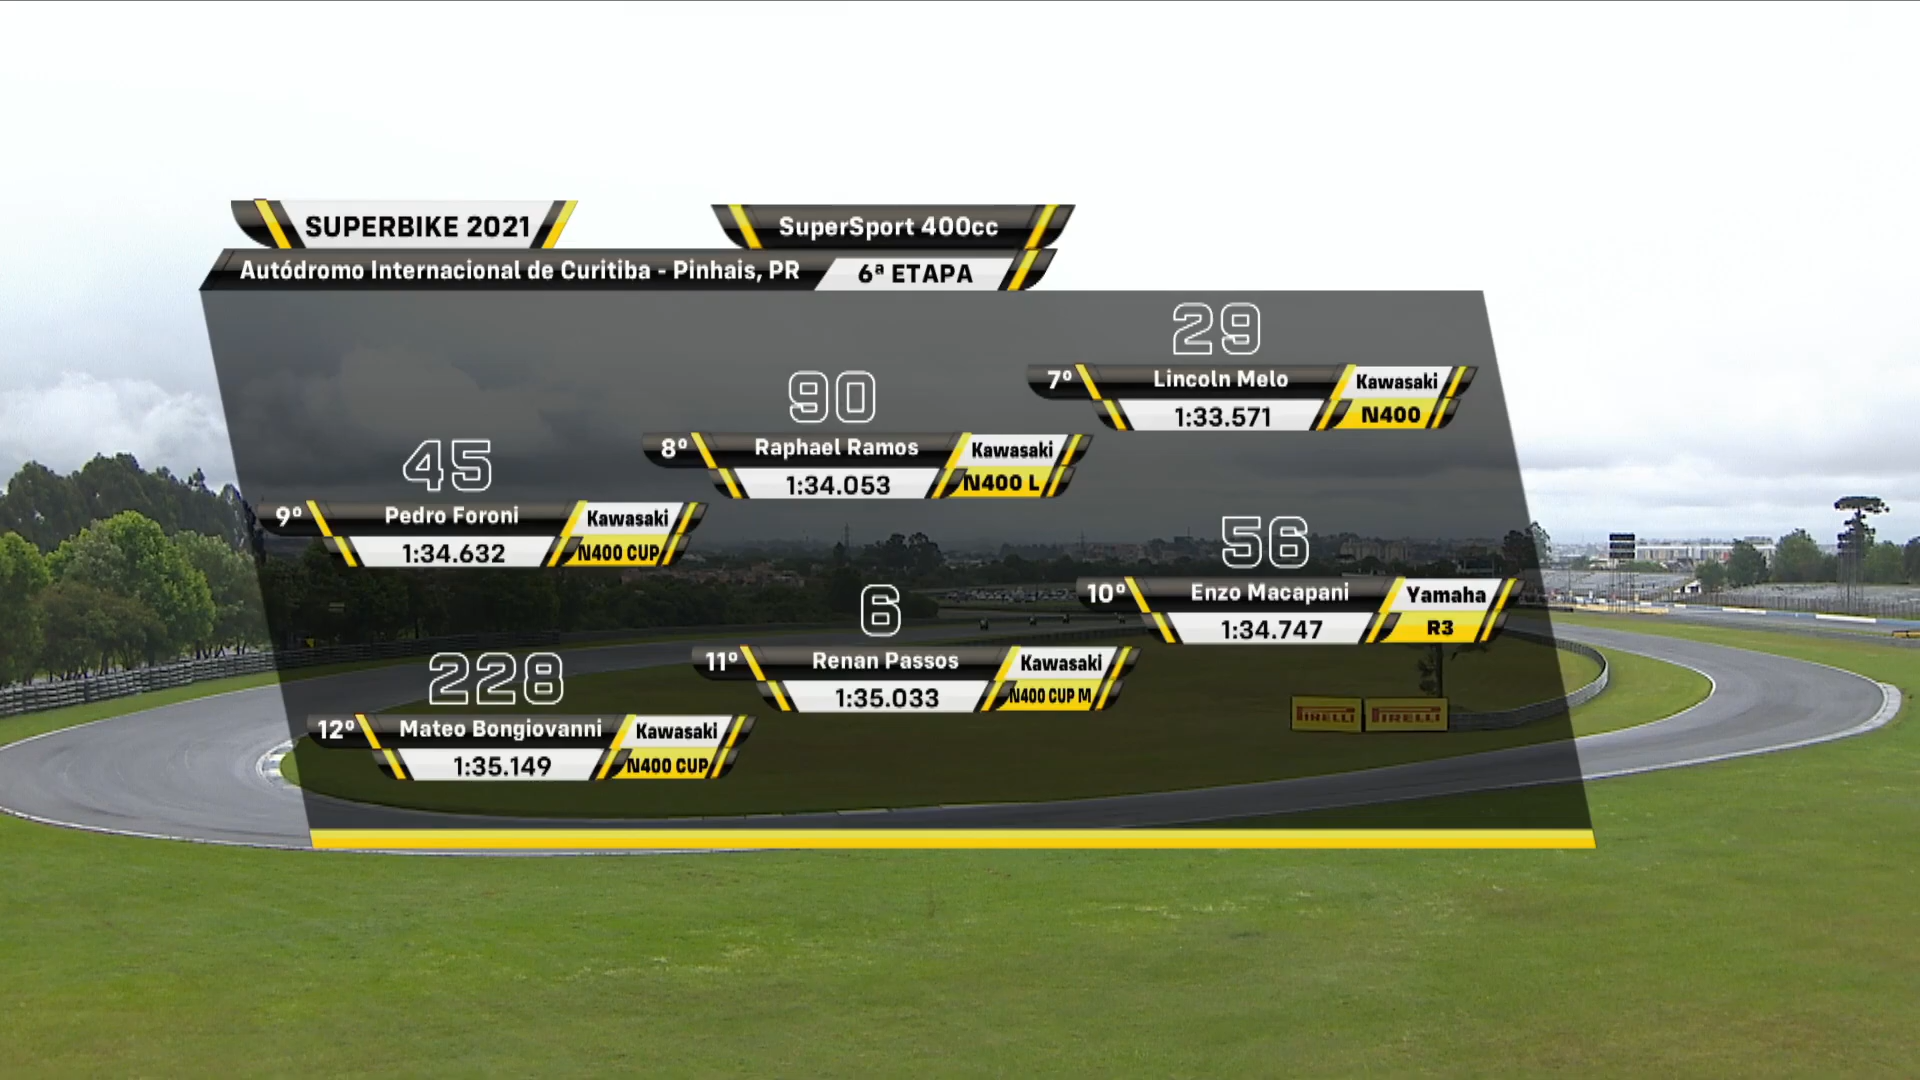 SUPERBIKE 2021
SuperSport 400cc
Autódromo Internacional de Curitiba - Pinhais, PR
6ª ETAPA
29
7º Lincoln Melo Kawasaki
1:33.571 N400
90
8º Raphael Ramos Kawasaki
1:34.053 N400 L
45
9º Pedro Foroni Kawasaki
1:34.632 N400 CUP
56
10º Enzo Macapani Yamaha
1:34.747 R3
6
11º Renan Passos Kawasaki
1:35.033 N400 CUP M
228
12º Mateo Bongiovanni Kawasaki
1:35.149 N400 CUP
PIRELLI PIRELLI